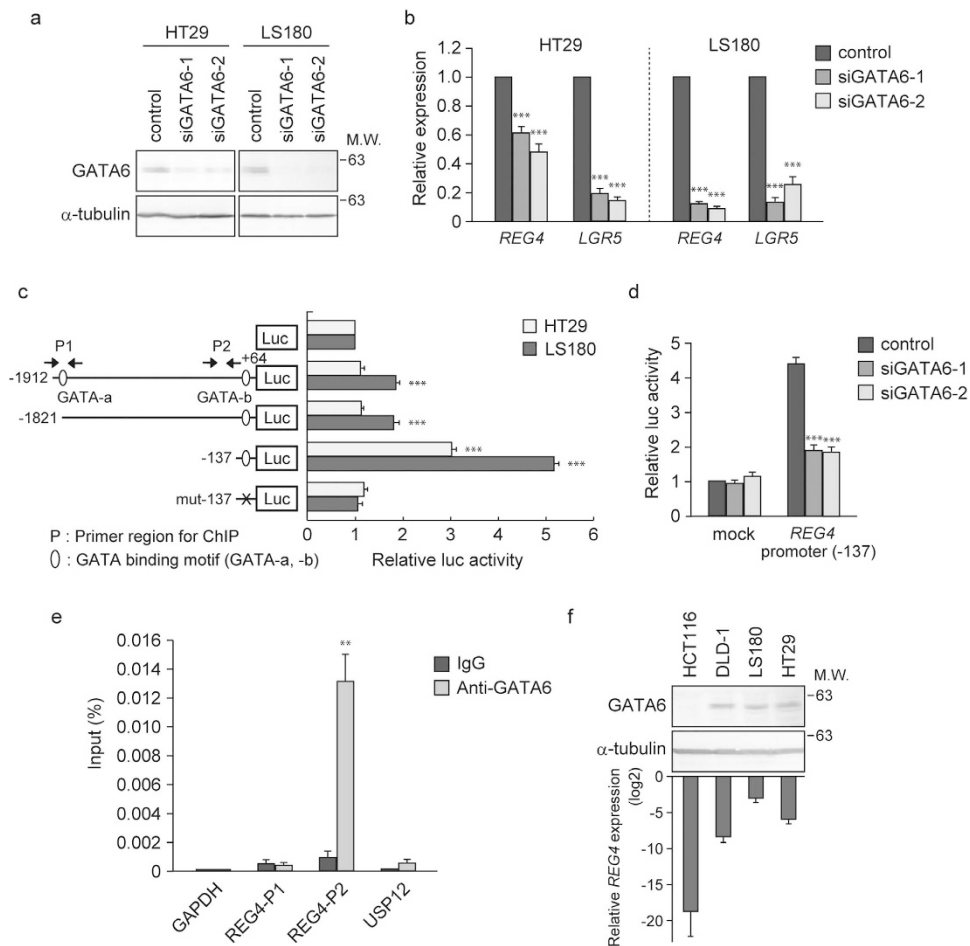 a
HT29 LS180
control
siGATA6-1
siGATA6-2
control
siGATA6-1
siGATA6-2
M.W.
GATA6
-63
α-tubulin
-63
b
HT29 LS180
Relative expression
1.2
1.0
0.8
0.6
0.4
0.2
0
*** *** *** *** *** *** *** ***
REG4 LGR5 REG4 LGR5
control
siGATA6-1
siGATA6-2
c
P1 P2
+64
Luc
-1912
GATA-a GATA-b
Luc
***
-1821
Luc
***
-137
Luc
***
***
mut-137
X
Luc
HT29
LS180
0 1 2 3 4 5 6
Relative luc activity
P : Primer region for ChIP
0 : GATA binding motif (GATA-a, -b)
d
Relative luc activity
5
4
3
2
1
0
*** ***
mock REG4
promoter (-137)
control
siGATA6-1
siGATA6-2
e
Input (%)
0.016
0.014
0.012
0.010
0.008
0.006
0.004
0.002
0
**
GAPDH
REG4-P1
REG4-P2
USP12
IgG
Anti-GATA6
f
HCT116
DLD-1
LS180
HT29
M.W.
GATA6
-63
α-tubulin
-63
Relative REG4 expression
(log2)
0
-5
-10
-15
-20